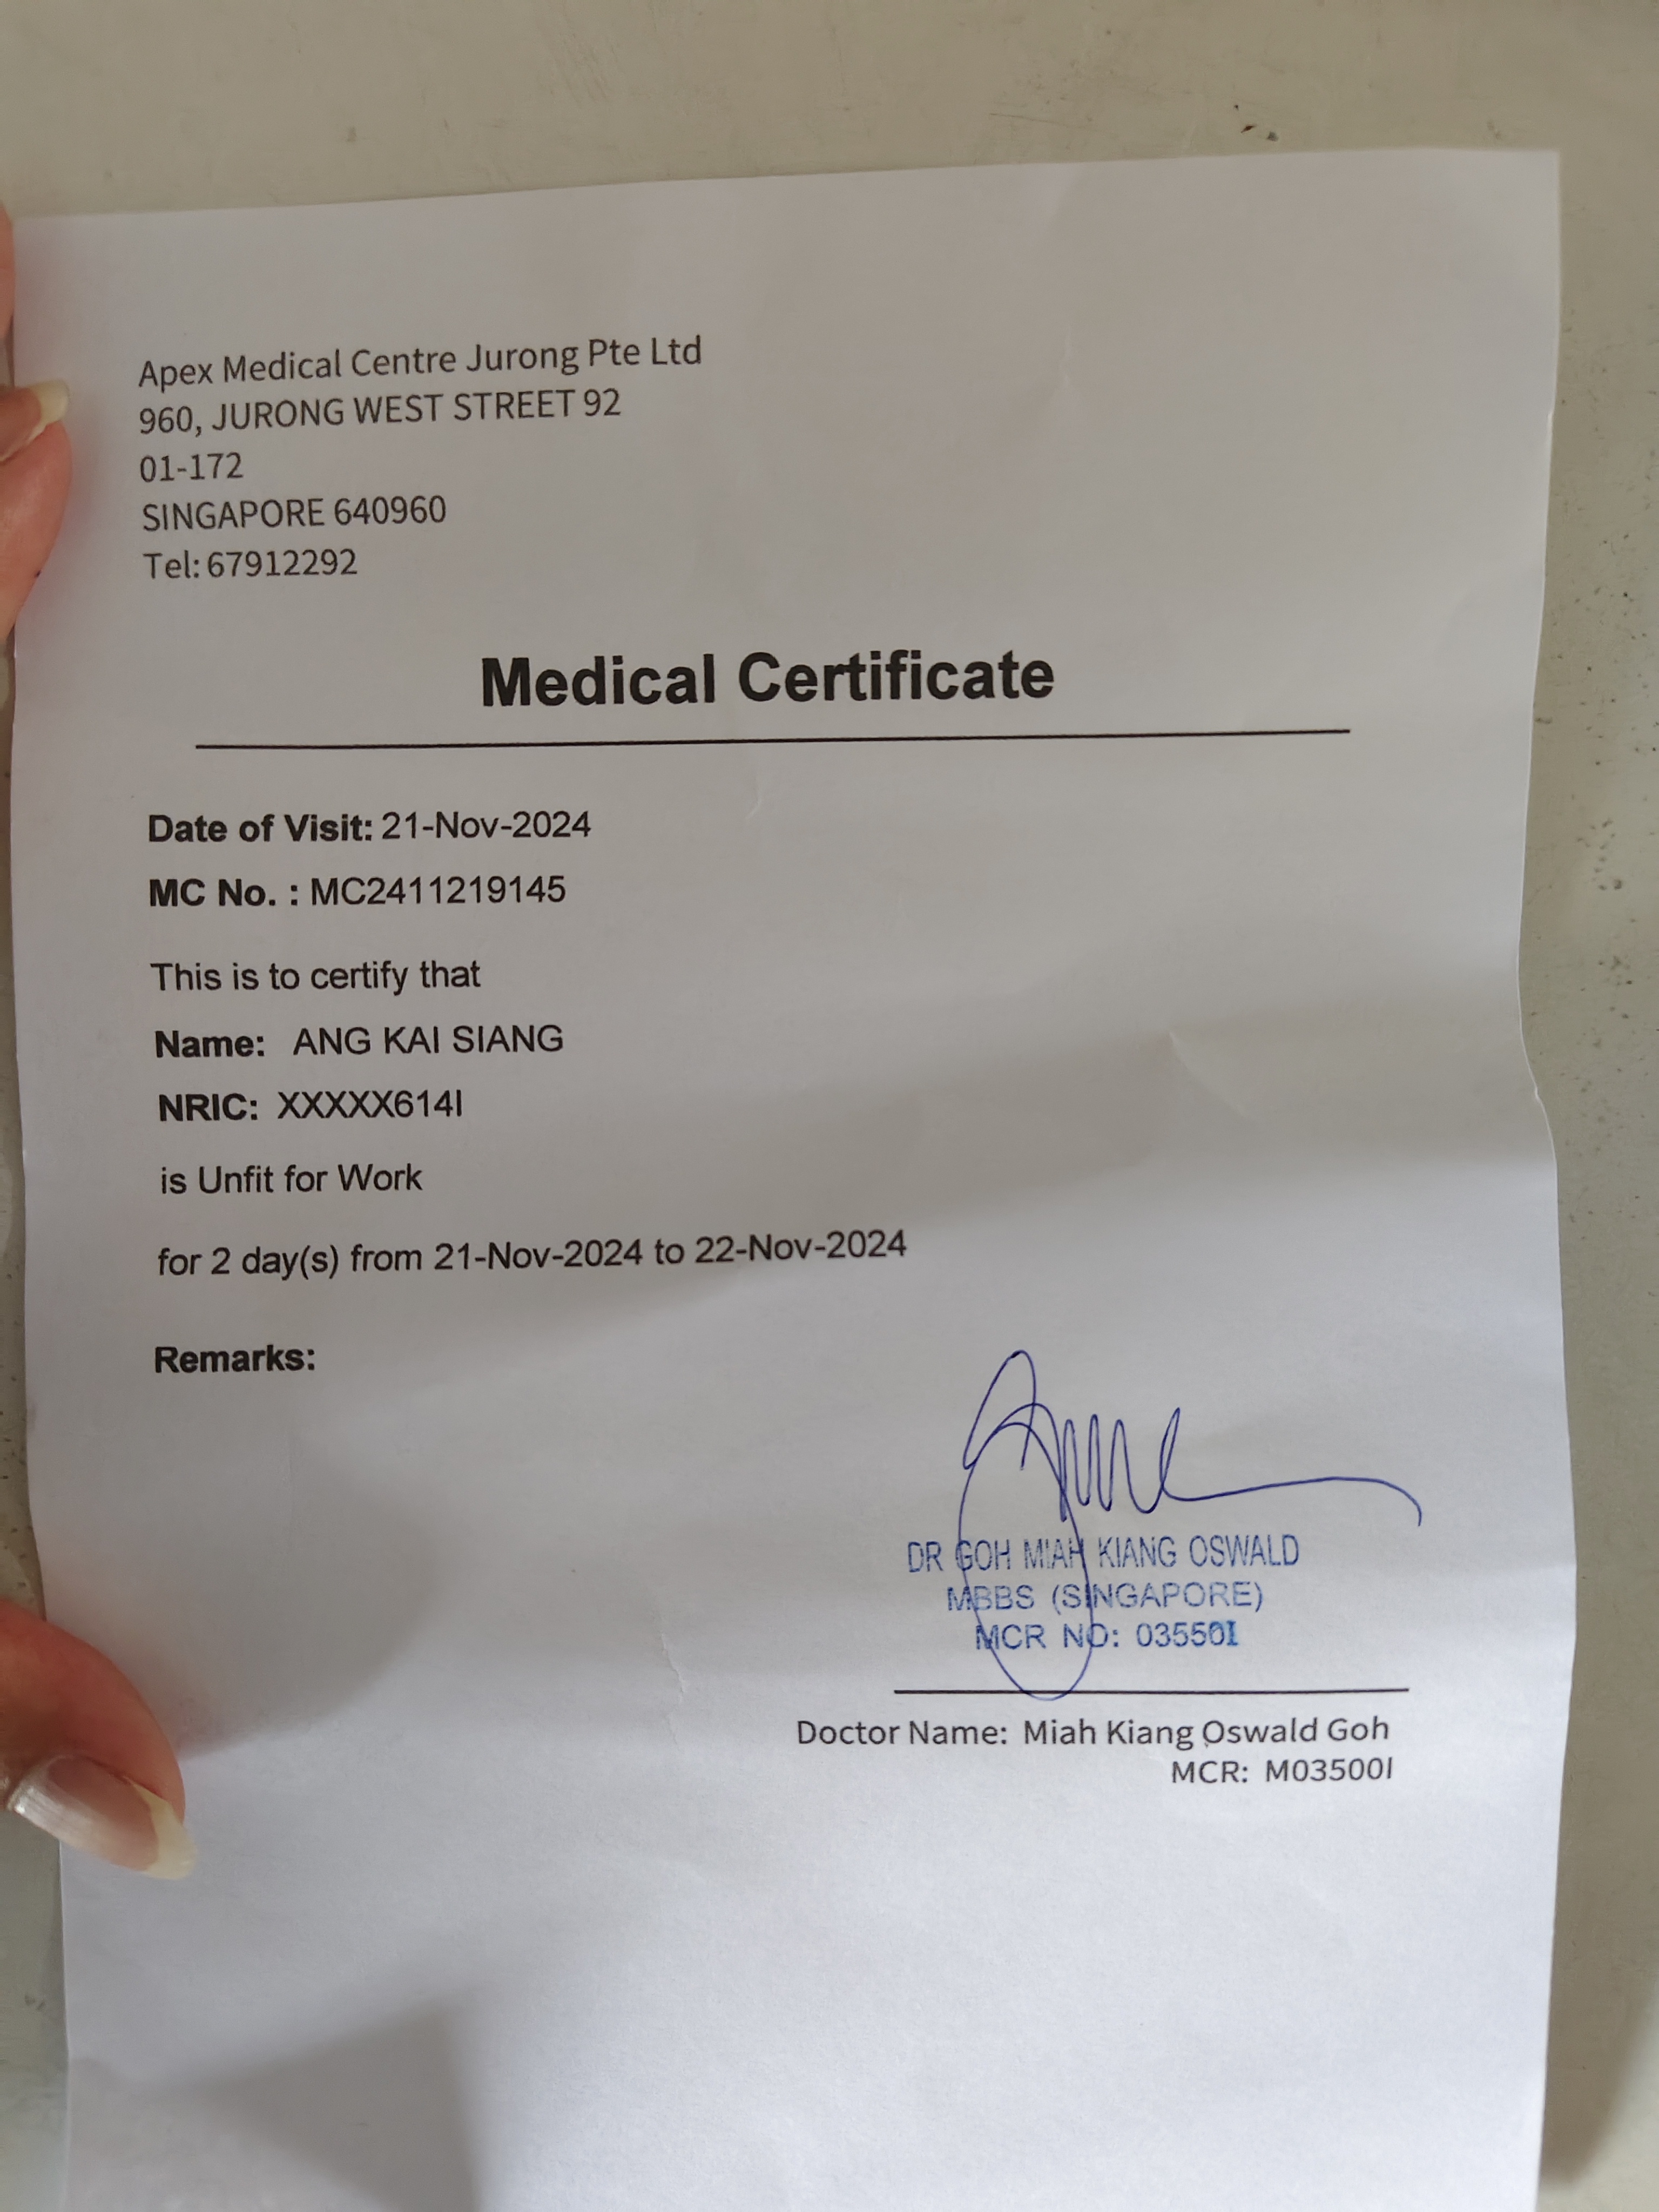 Apex Medical Centre Jurong Pte Ltd
960, JURONG WEST STREET 92
01-172
SINGAPORE 640960
Tel: 67912292
Medical Certificate
Date of Visit: 21-Nov-2024
MC No. : MC2411219145
This is to certify that
Name: ANG KAI SIANG
NRIC: XXXXX614I
is Unfit for Work
for 2 day(s) from 21-Nov-2024 to 22-Nov-2024
Remarks:
DR GOH MIAH KIANG OSWALD
MBBS (SINGAPORE)
MCR NO: 03550I
Doctor Name: Miah Kiang Oswald Goh
MCR: M03500I